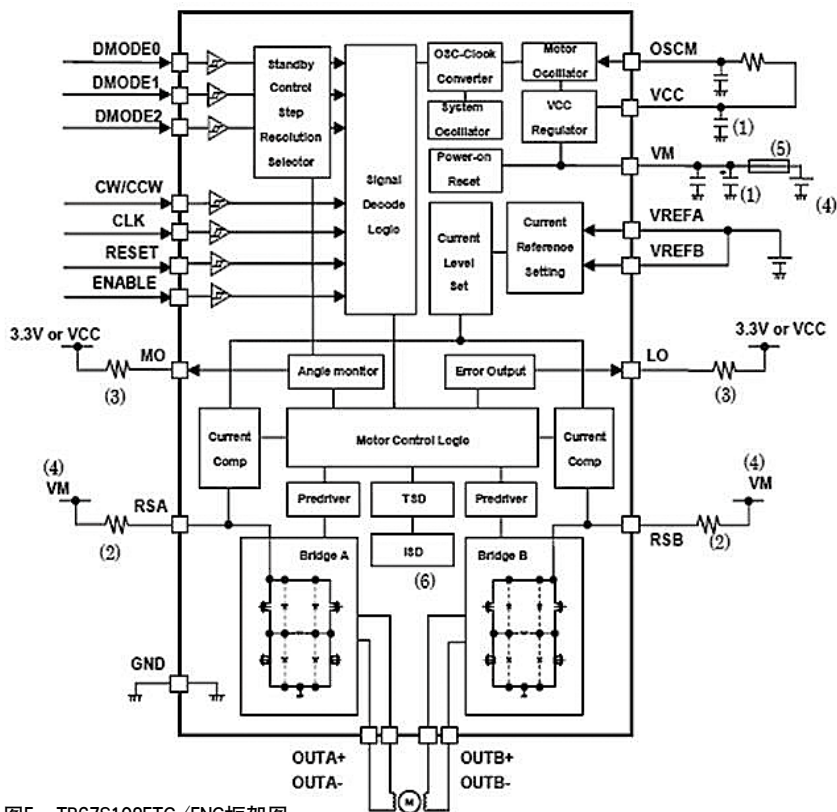 DMODE0
DMODE1
DMODE2
CW/CCW
CLK
RESET
ENABLE
Standby
Control
Step
Resolution
Selector
Signal
Decode
Logic
OSC-Clock
Converter
System
Oscillator
Power-on
Reset
Motor
Oscillator
VCC
Regulator
Current
Level
Set
Current
Reference
Setting
OSCM
VCC
(1)
VM
(5)
(1)
(4)
VREFA
VREFB
3.3V or VCC
MO
(3)
Angle monitor
Error Output
LO
3.3V or VCC
(3)
Current
Comp
Motor Control Logic
Current
Comp
(4)
VM
RSA
(2)
Predriver
TSD
Predriver
(4)
VM
RSB
(2)
Bridge A
ISD
(6)
Bridge B
GND
OUTA+
OUTA-
OUTB+
OUTB-
M